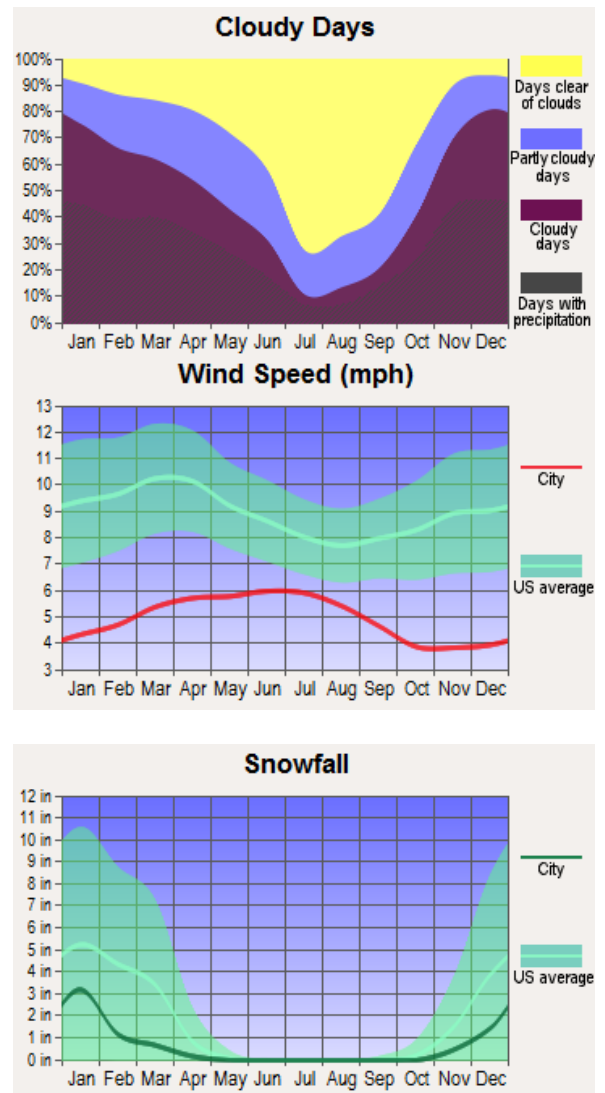 Cloudy Days
100%
90%
80%
70%
60%
50%
40%
30%
20%
10%
0%
Jan Feb Mar Apr May Jun Jul Aug Sep Oct Nov Dec
Days clear
of clouds
Partly cloudy
days
Cloudy
days
Days with
precipitation
Wind Speed (mph)
13
12
11
10
9
8
7
6
5
4
3
Jan Feb Mar Apr May Jun Jul Aug Sep Oct Nov Dec
City
US average
Snowfall
12 in
11 in
10 in
9 in
8 in
7 in
6 in
5 in
4 in
3 in
2 in
1 in
0 in
Jan Feb Mar Apr May Jun Jul Aug Sep Oct Nov Dec
City
US average